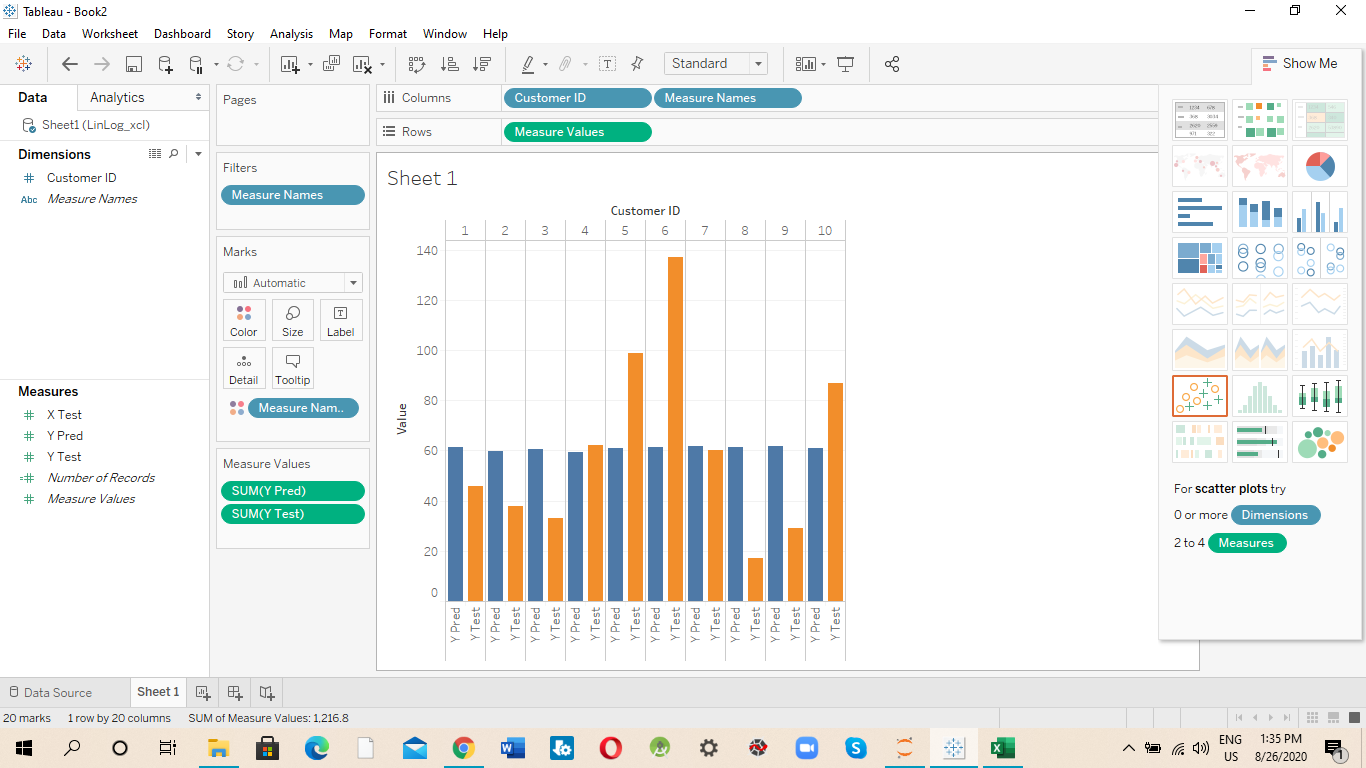 Tableau - Book2
File Data Worksheet Dashboard Story Analysis Map Format Window Help
Standard
Show Me
Data Analytics
Sheet1 (LinLog_xcl)
Dimensions
Customer ID
Abc Measure Names
Measures
X Test
Y Pred
Y Test
Number of Records
Measure Values
Pages
Filters
Measure Names
Marks
Automatic
Color Size Label
Detail Tooltip
Measure Nam..
Measure Values
SUM(Y Pred)
SUM(Y Test)
Columns Customer ID Measure Names
Rows Measure Values
Sheet 1
Customer ID
1 2 3 4 5 6 7 8 9 10
140
120
100
80
60
40
20
0
Value
Y Pred Y Test Y Pred Y Test Y Pred Y Test Y Pred Y Test Y Pred Y Test Y Pred Y Test Y Pred Y Test Y Pred Y Test Y Pred Y Test Y Pred Y Test
For scatter plots try
0 or more Dimensions
2 to 4 Measures
Data Source Sheet 1
20 marks 1 row by 20 columns SUM of Measure Values: 1,216.8
ENG
US
1:35 PM
8/26/2020
1